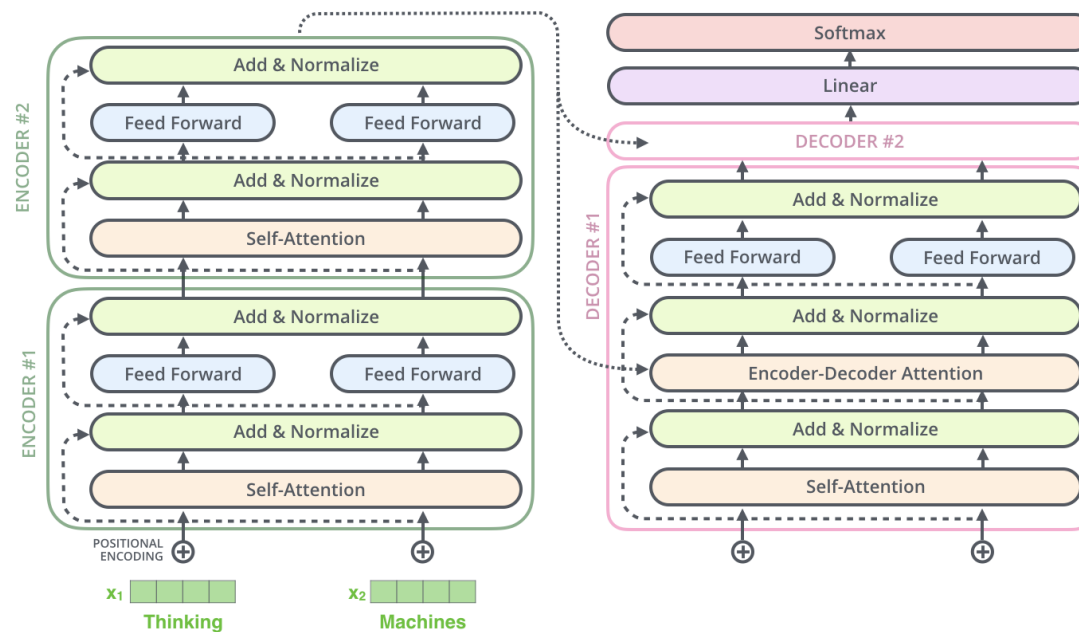 ENCODER #2
Add & Normalize
Feed Forward
Feed Forward
Add & Normalize
Self-Attention
ENCODER #1
Add & Normalize
Feed Forward
Feed Forward
Add & Normalize
Self-Attention
POSITIONAL
ENCODING
x1
x2
Thinking
Machines
Softmax
Linear
DECODER #2
DECODER #1
Add & Normalize
Feed Forward
Feed Forward
Add & Normalize
Encoder-Decoder Attention
Add & Normalize
Self-Attention